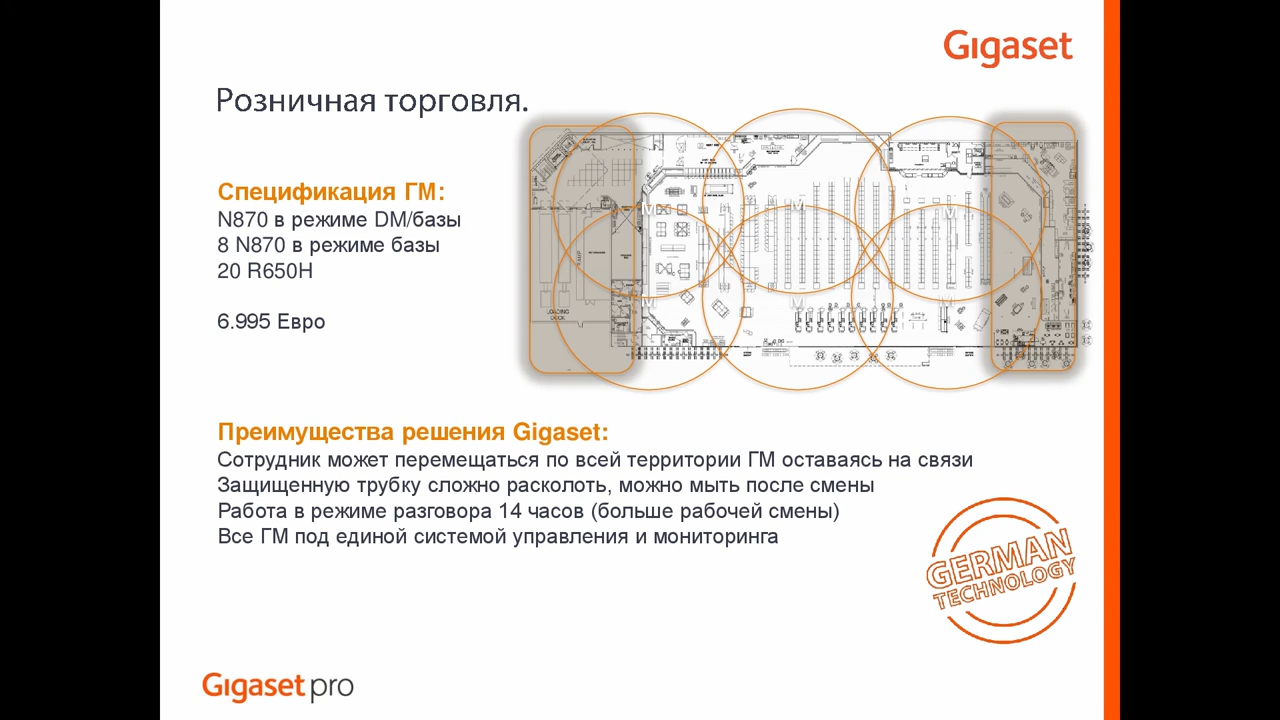 Gigaset
Розничная торговля.
Спецификация ГМ:
N870 в режиме DM/базы
8 N870 в режиме базы
20 R650H
6.995 Евро
LOADING
DOCK
Преимущества решения Gigaset:
Сотрудник может перемещаться по всей территории ГМ оставаясь на связи
Защищенную трубку сложно расколоть, можно мыть после смены
Работа в режиме разговора 14 часов (больше рабочей смены)
Все ГМ под единой системой управления и мониторинга
GERMAN
TECHNOLOGY
Gigaset pro